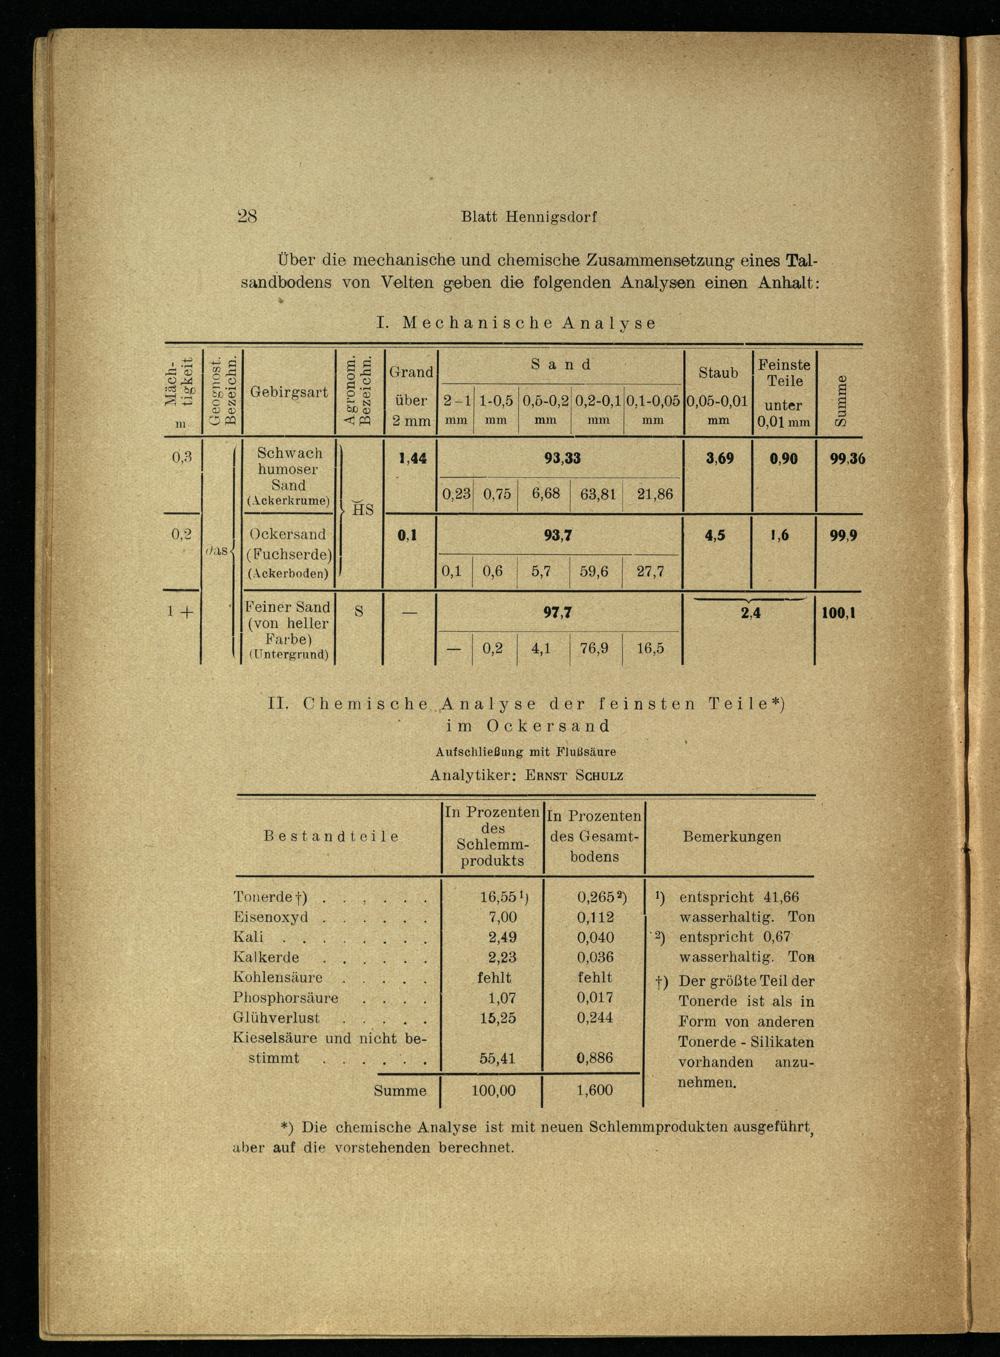 28
Blatt Hennigsdorf
Über die mechanische und chemische Zusammensetzung eines Tal-
sandbodens von Velten geben die folgenden Analysen einen Anhalt:
I. Mechanische Analyse
Mäch-
tigkeit
m
Geognost.
Bezeichn.
Gebirgsart
Agronom.
Bezeichn.
Grand
über
2 mm
Sand
2-1 mm
1-0,5 mm
0,5-0,2 mm
0,2-0,1 mm
0,1-0,05 mm
Staub
0,05-0,01
mm
Feinste
Teile
unter
0,01 mm
Summe
0,3
Schwach
humoser
Sand
(Ackerkrume)
1,44 93,33 3,69 0,90 99,36
0,23 0,75 6,68 63,81 21,86
H̆S
0,2
∂as
Ockersand
(Fuchserde)
(Ackerboden)
0,1 93,7 4,5 1,6 99,9
0,1 0,6 5,7 59,6 27,7
1 +
Feiner Sand
(von heller
Farbe)
(Untergrund)
S — 97,7 2,4 100,1
— 0,2 4,1 76,9 16,5
II. Chemische Analyse der feinsten Teile*)
im Ockersand
Aufschließung mit Flußsäure
Analytiker: ERNST SCHULZ
Bestandteile
In Prozenten
des
Schlemm-
produkts
In Prozenten
des Gesamt-
bodens
Bemerkungen
Tonerde†) . . . . . . 16,55¹) 0,265²)
Eisenoxyd . . . . . . 7,00 0,112
Kali . . . . . . . . 2,49 0,040
Kalkerde . . . . . . 2,23 0,036
Kohlensäure . . . . . fehlt fehlt
Phosphorsäure . . . . 1,07 0,017
Glühverlust . . . . . 15,25 0,244
Kieselsäure und nicht be-
stimmt . . . . . . 55,41 0,886
Summe 100,00 1,600
¹) entspricht 41,66
wasserhaltig. Ton
²) entspricht 0,67
wasserhaltig. Ton
†) Der größte Teil der
Tonerde ist als in
Form von anderen
Tonerde-Silikaten
vorhanden anzu-
nehmen.
*) Die chemische Analyse ist mit neuen Schlemmprodukten ausgeführt,
aber auf die vorstehenden berechnet.